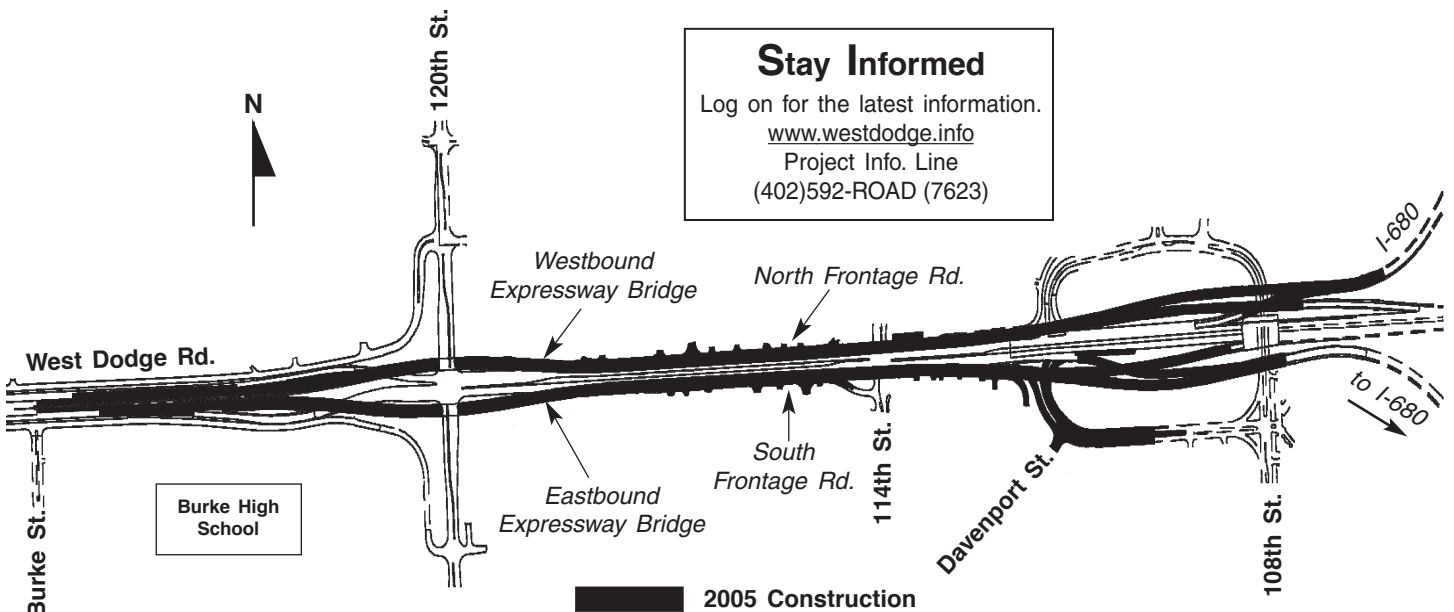 120th St.
N
Stay Informed
Log on for the latest information.
www.westdodge.info
Project Info. Line
(402)592-ROAD (7623)
I-680
Westbound
Expressway Bridge
North Frontage Rd.
West Dodge Rd.
to I-680
South
Frontage Rd.
114th St.
Davenport St.
108th St.
Eastbound
Expressway Bridge
Burke High
School
Burke St.
2005 Construction